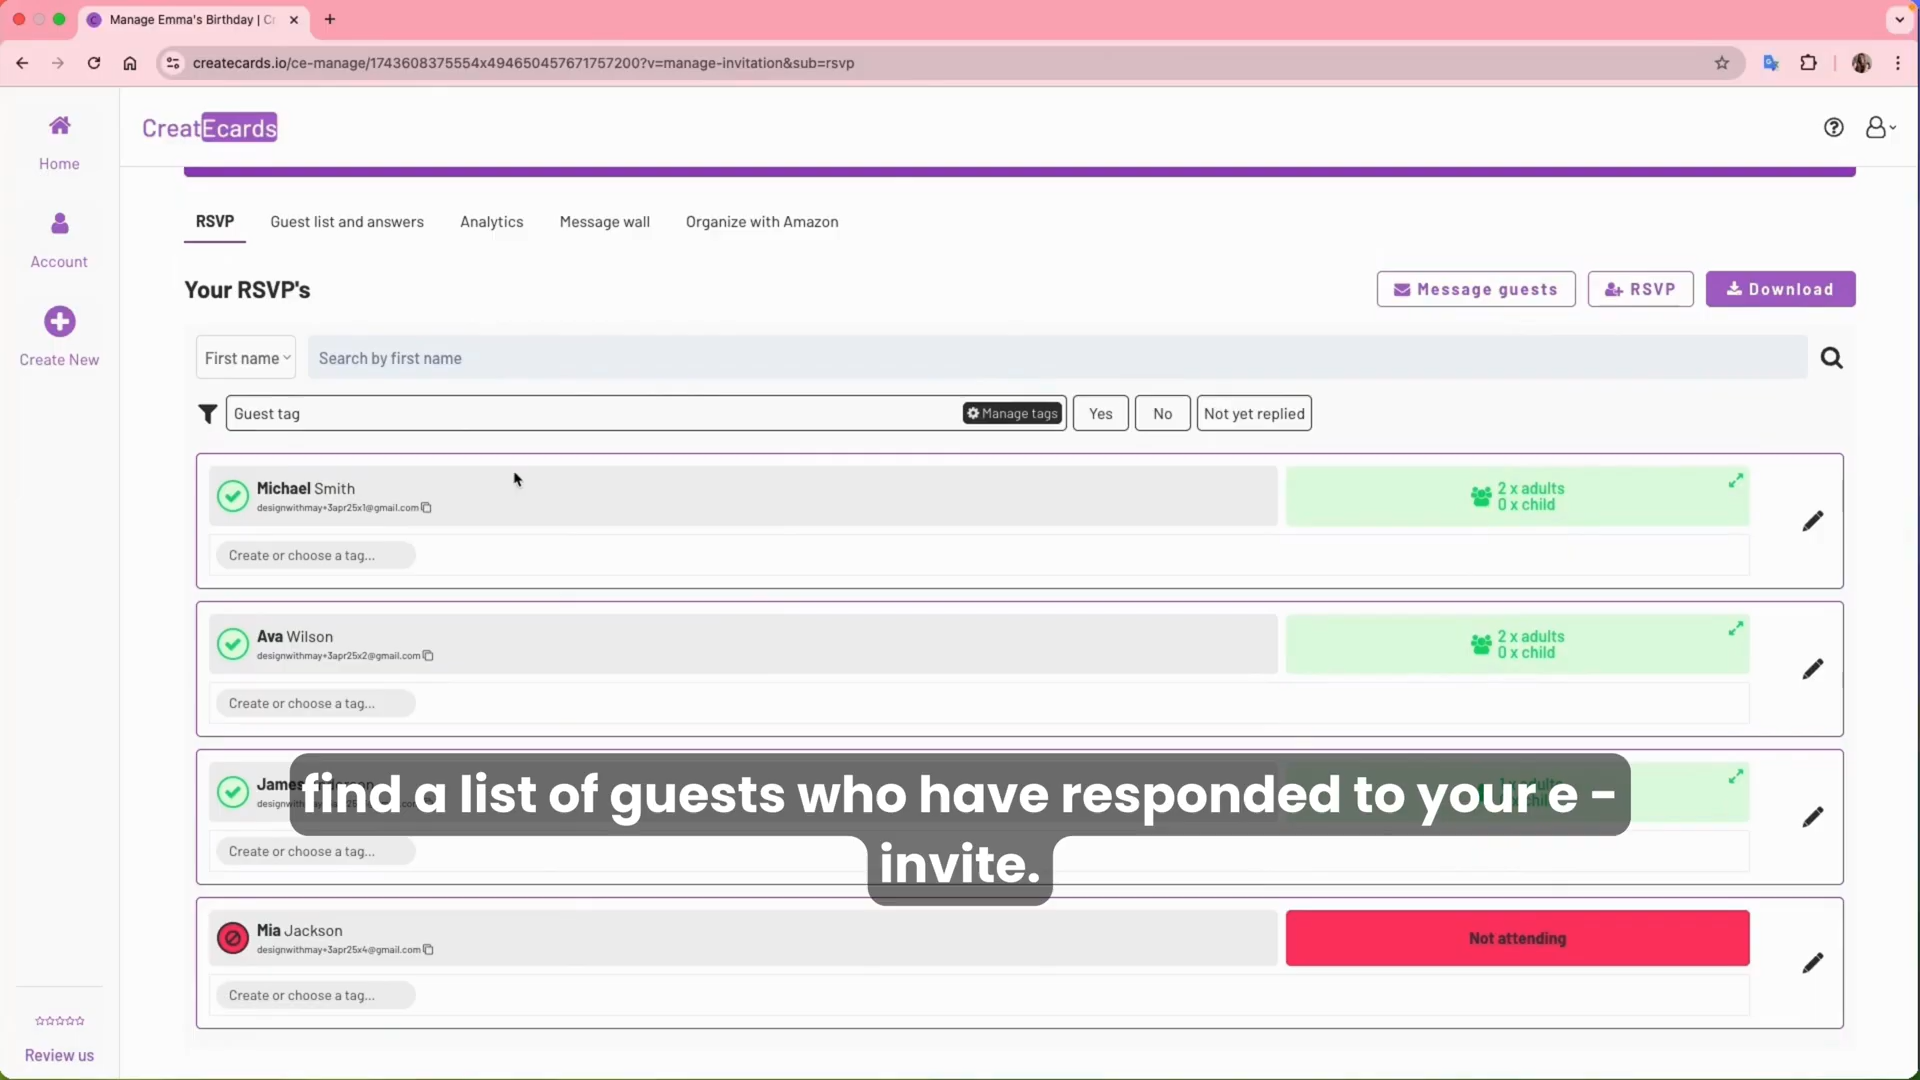 Manage Emma's Birthday | C
createcards.io/ce-manage/1743608375554x494650457671757200?v=manage-invitation&sub=rsvp
CreatEcards
Home
Account
Create New
RSVP
Guest list and answers
Analytics
Message wall
Organize with Amazon
Your RSVP's
Message guests
RSVP
Download
First name
Search by first name
Guest tag
Manage tags
Yes
No
Not yet replied
Michael Smith
designwithmay+3apr25x1@gmail.com
2 x adults
0 x child
Create or choose a tag...
Ava Wilson
designwithmay+3apr25x2@gmail.com
2 x adults
0 x child
Create or choose a tag...
James
find a list of guests who have responded to your e -
invite.
Create or choose a tag...
Mia Jackson
designwithmay+3apr25x4@gmail.com
Not attending
Create or choose a tag...
Review us